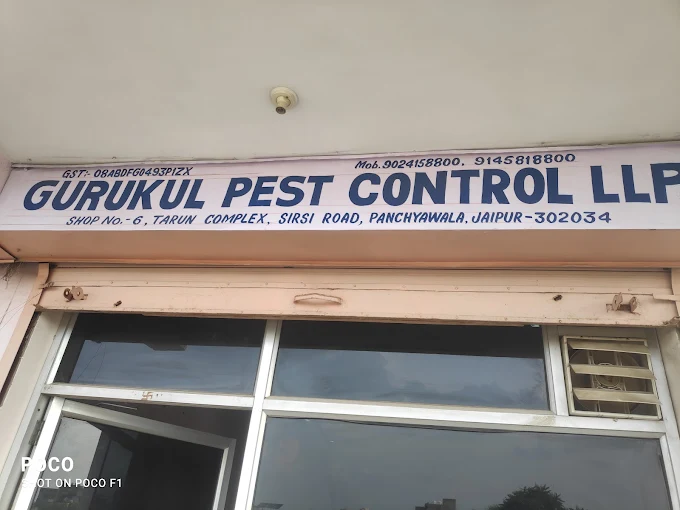 GST:- 08ABDFG0493P1ZX Mob. 9024158800, 9145818800
GURUKUL PEST CONTROL LLP
SHOP No.-6, TARUN COMPLEX, SIRSI ROAD, PANCHYAWALA, JAIPUR-302034
POCO
SHOT ON POCO F1